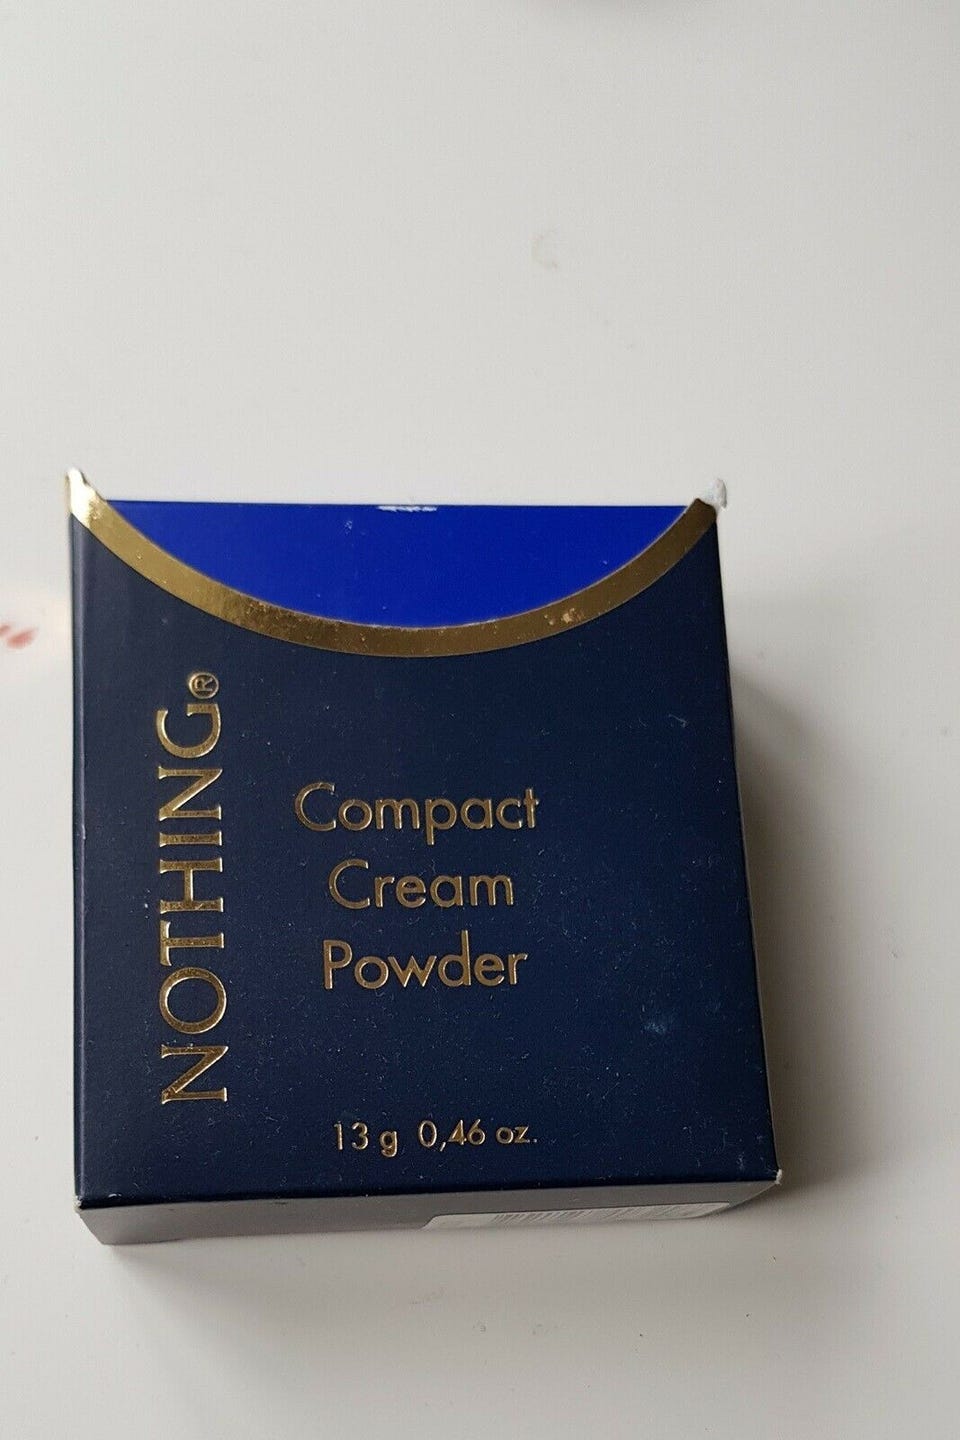 NOTHING®
Compact
Cream
Powder
13 g 0,46 oz.